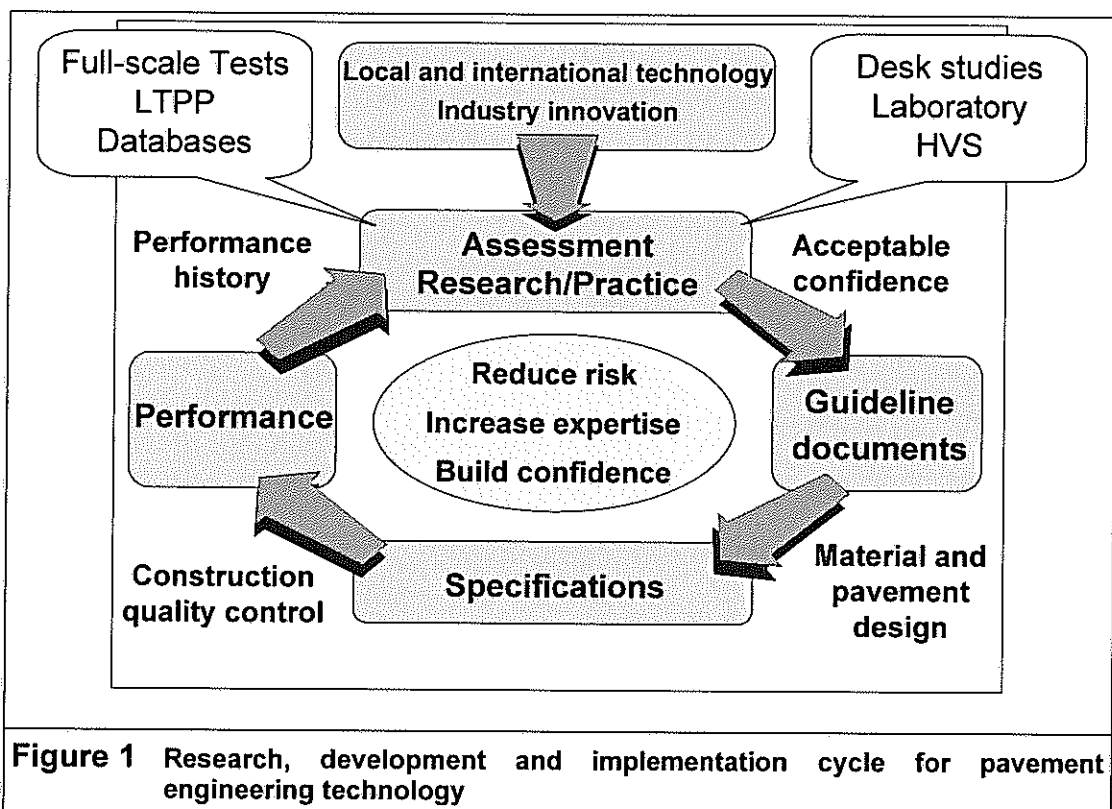 Full-scale Tests
LTPP
Databases
Local and international technology
Industry innovation
Desk studies
Laboratory
HVS
Performance
history
Assessment
Research/Practice
Acceptable
confidence
Performance
Reduce risk
Increase expertise
Build confidence
Guideline
documents
Construction
quality control
Specifications
Material and
pavement
design
Figure 1 Research, development and implementation cycle for pavement
engineering technology